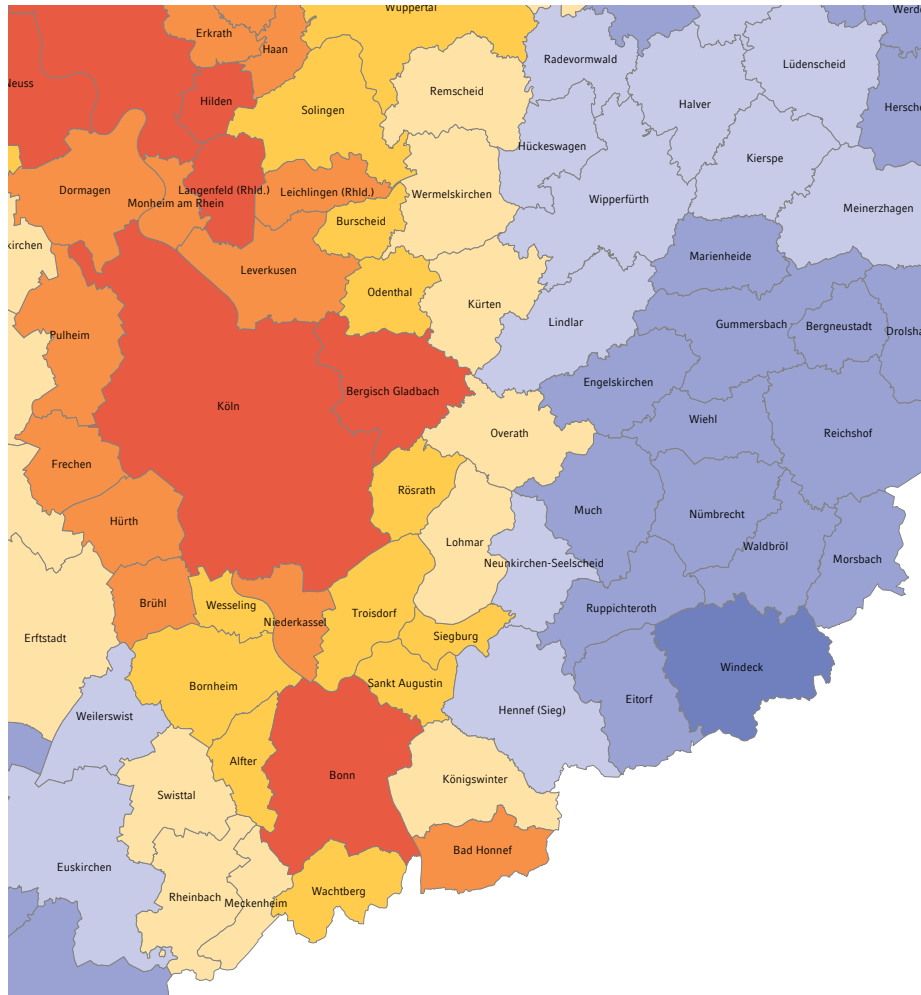 Wuppertal
Erkrath
Haan
Radevormwald
Lüdenscheid
Neuss
Hilden
Remscheid
Solingen
Halver
Hückeswagen
Kierspe
Dormagen
Langenfeld (Rhld.)
Leichlingen (Rhld.)
Monheim am Rhein
Wermelskirchen
Wipperfürth
Burscheid
Meinerzhagen
kirchen
Marienheide
Leverkusen
Odenthal
Kürten
Lindlar
Gummersbach
Bergneustadt
Pulheim
Engelskirchen
Bergisch Gladbach
Köln
Wiehl
Overath
Reichshof
Frechen
Rösrath
Much
Nümbrecht
Hürth
Lohmar
Waldbröl
Neunkirchen-Seelscheid
Morsbach
Brühl
Wesseling
Ruppichteroth
Troisdorf
Niederkassel
Siegburg
Erftstadt
Windeck
Sankt Augustin
Bornheim
Eitorf
Hennef (Sieg)
Weilerswist
Alfter
Bonn
Königswinter
Swisttal
Bad Honnef
Euskirchen
Wachtberg
Rheinbach
Meckenheim